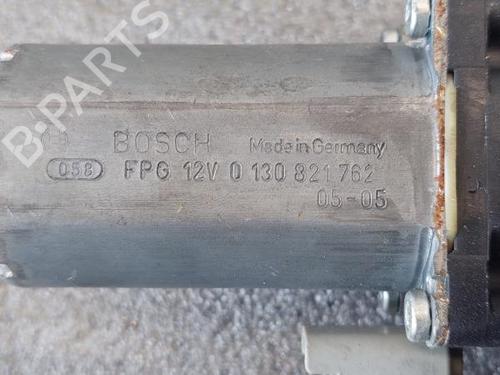 BOSCH Made in Germany
058 FPG 12V 0 130 821 762
05-05
B-PARTS